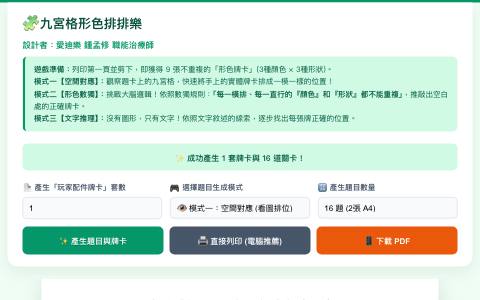 🧩九宮格形色排排樂
設計者：愛迪樂 鍾孟修 職能治療師
遊戲準備：列印第一頁並剪下，即獲得 9 張不重複的「形色牌卡」(3種顏色 × 3種形狀)。
模式一【空間對應】：觀察題卡上的九宮格，快速將手上的實體牌卡排成一模一樣的位置！
模式二【形色數獨】：挑戰大腦邏輯！依照數獨規則：「每一橫排、每一直行的『顏色』和『形狀』都不能重複」，推敲出空白
處的正確牌卡。
模式三【文字推理】：沒有圖形，只有文字！依照文字敘述的線索，逐步找出每張牌正確的位置。
✨ 成功產生 1 套牌卡與 16 道關卡！
產生「玩家配件牌卡」套數
🎮 選擇題目生成模式
🔢 產生題目數量
1
👁️ 模式一：空間對應 (看圖排位)
16 題 (2張 A4)
✨ 產生題目與牌卡
🖨️ 直接列印 (電腦推薦)
📱 下載 PDF